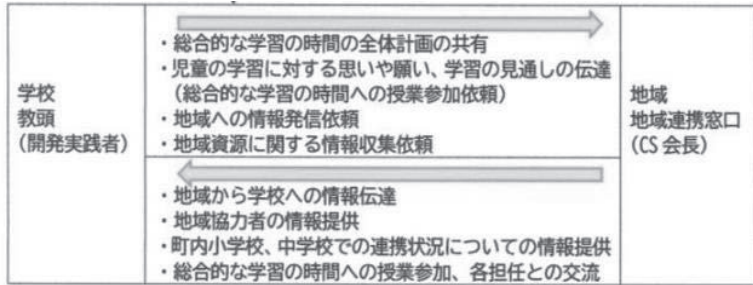 学校
教頭
（開発実践者）
・総合的な学習の時間の全体計画の共有
・児童の学習に対する思いや願い、学習の見通しの伝達
（総合的な学習の時間への授業参加依頼）
・地域への情報発信依頼
・地域資源に関する情報収集依頼
・地域から学校への情報伝達
・地域協力者の情報提供
・町内小学校、中学校での連携状況についての情報提供
・総合的な学習の時間への授業参加、各担任との交流
地域
地域連携窓口
（CS会長）